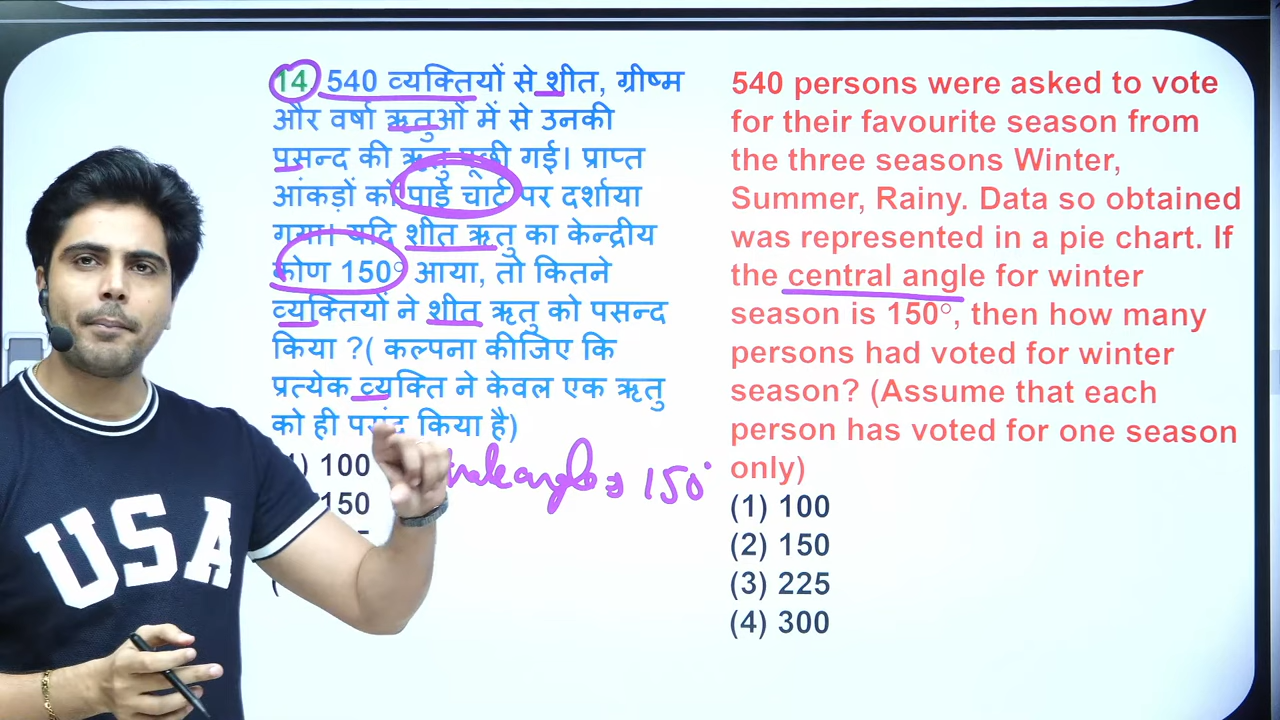 14 540 व्यक्तियों से शीत, ग्रीष्म
और वर्षा ऋतुओं में से उनकी
पसन्द की ऋतु पूछी गई। प्राप्त
आंकड़ों को पाई चार्ट पर दर्शाया
गया। यदि शीत ऋतु का केन्द्रीय
कोण 150° आया, तो कितने
व्यक्तियों ने शीत ऋतु को पसन्द
किया ?( कल्पना कीजिए कि
प्रत्येक व्यक्ति ने केवल एक ऋतु
को ही पसंद किया है)
1) 100
150
angle 150°
540 persons were asked to vote
for their favourite season from
the three seasons Winter,
Summer, Rainy. Data so obtained
was represented in a pie chart. If
the central angle for winter
season is 150°, then how many
persons had voted for winter
season? (Assume that each
person has voted for one season
only)
(1) 100
(2) 150
(3) 225
(4) 300
USA